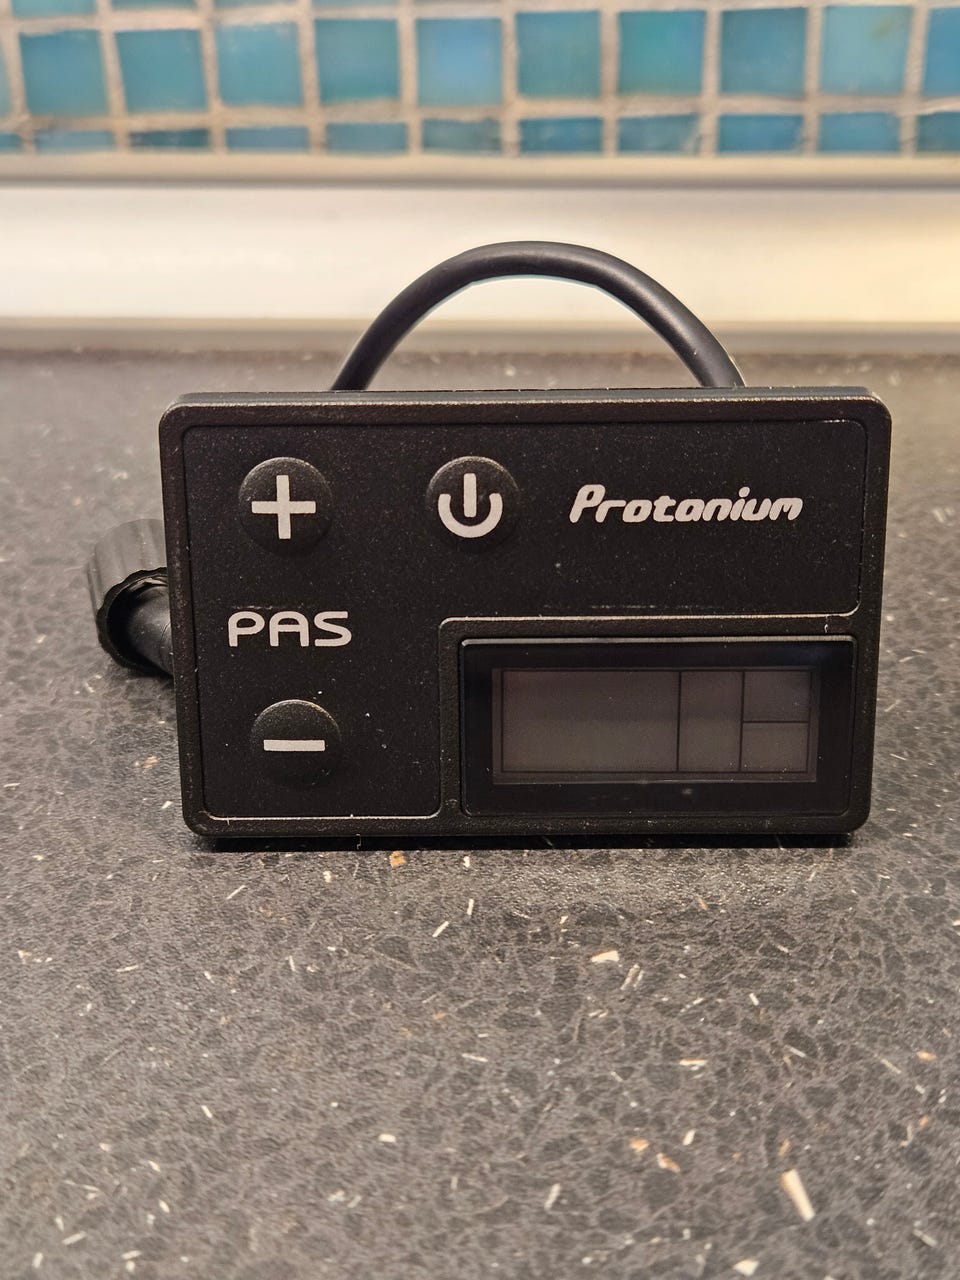 +
Protanium
PAS
-